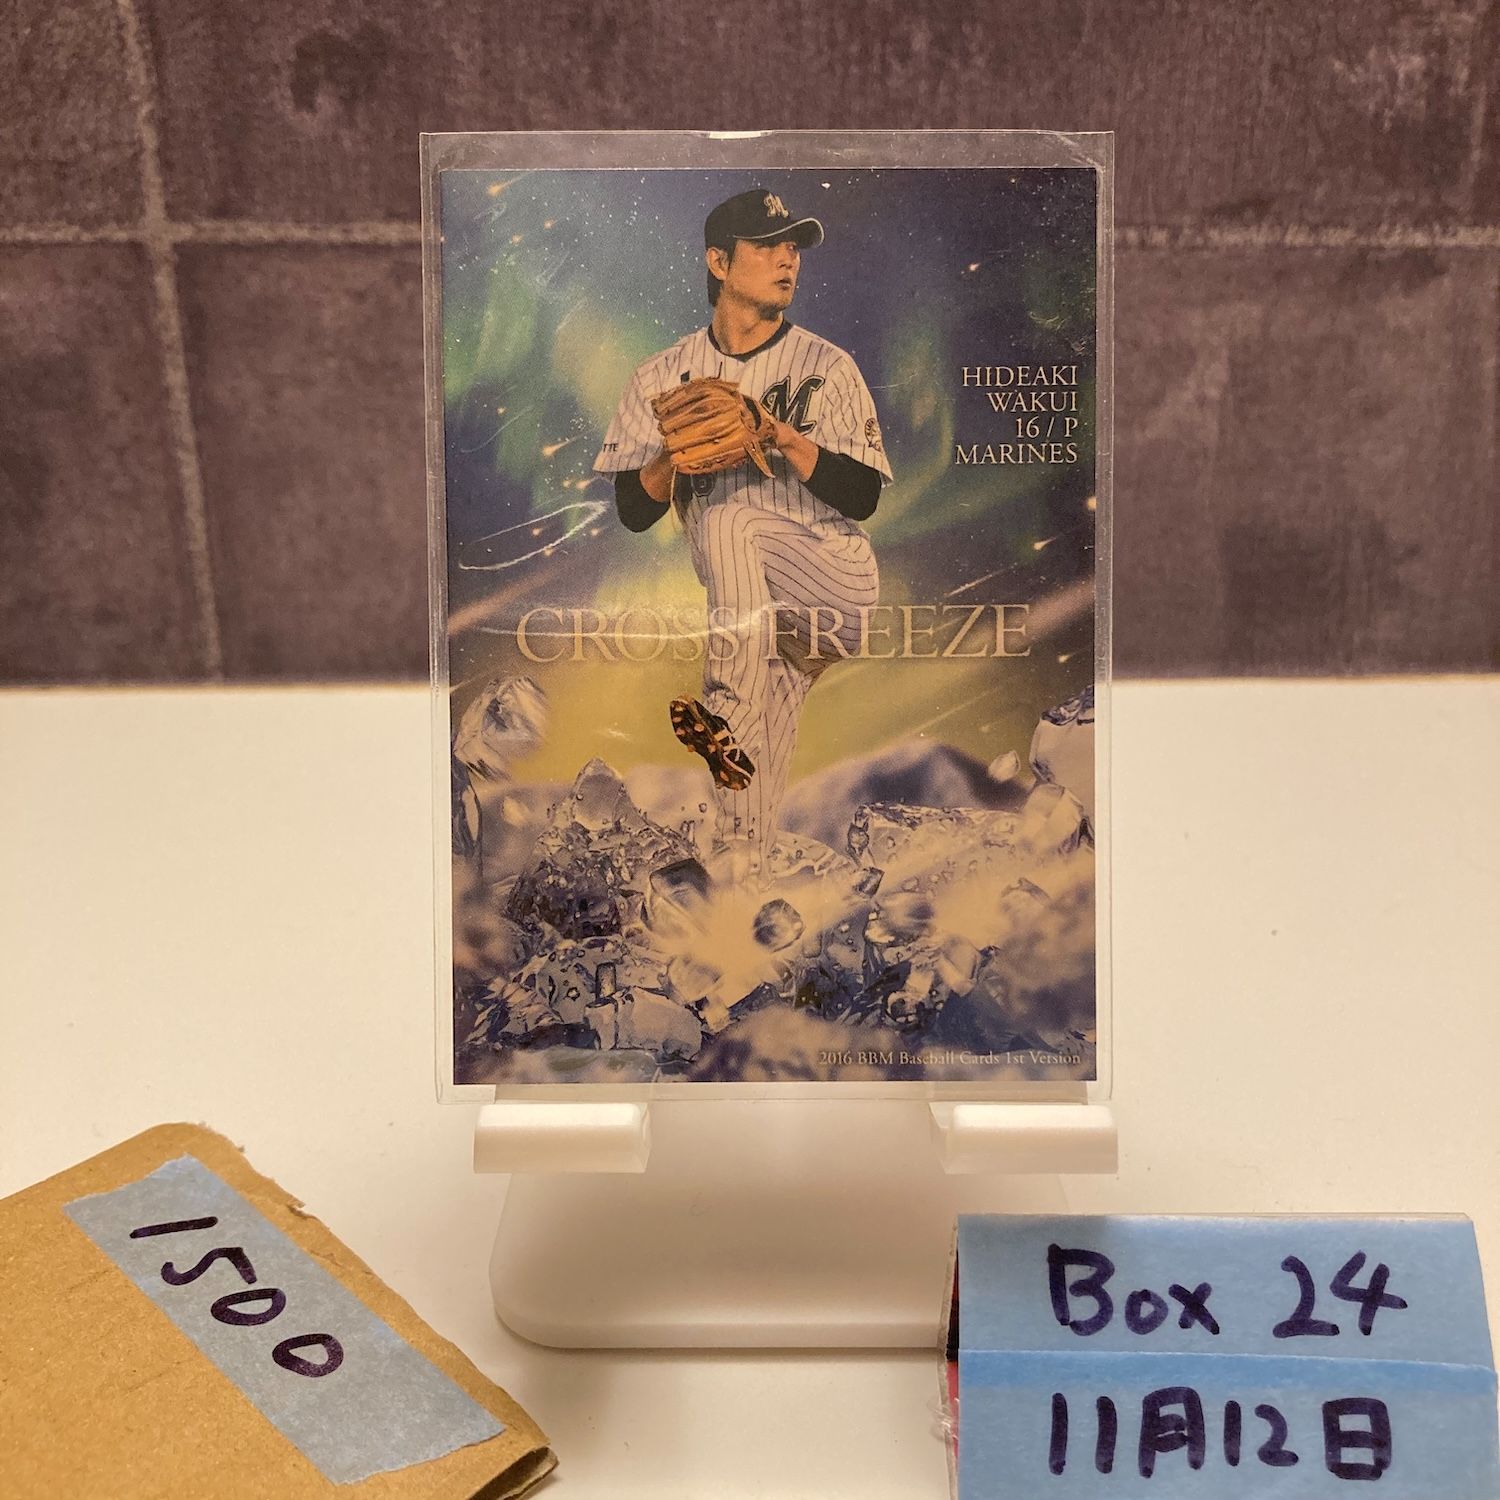 M
M
TTE
HIDEAKI
WAKUI
16 / P
MARINES
CROSS FREEZE
2016 BBM Baseball Cards 1st Version
1500
Box 24
11月12日